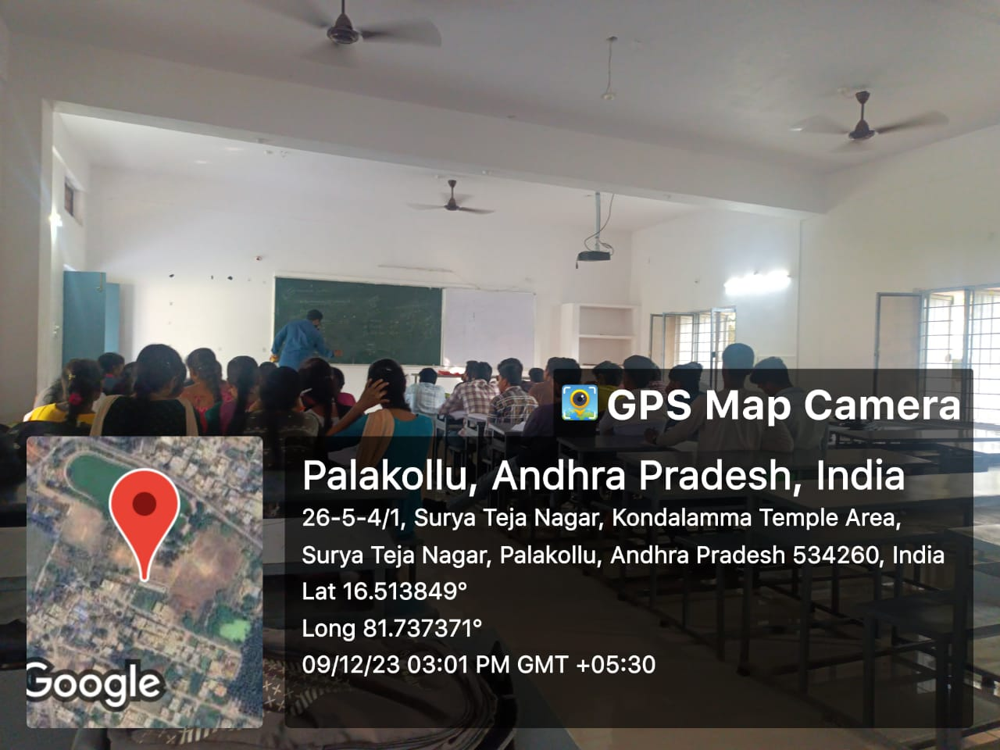 GPS Map Camera
Palakollu, Andhra Pradesh, India
26-5-4/1, Surya Teja Nagar, Kondalamma Temple Area,
Surya Teja Nagar, Palakollu, Andhra Pradesh 534260, India
Lat 16.513849°
Long 81.737371°
09/12/23 03:01 PM GMT +05:30
Google